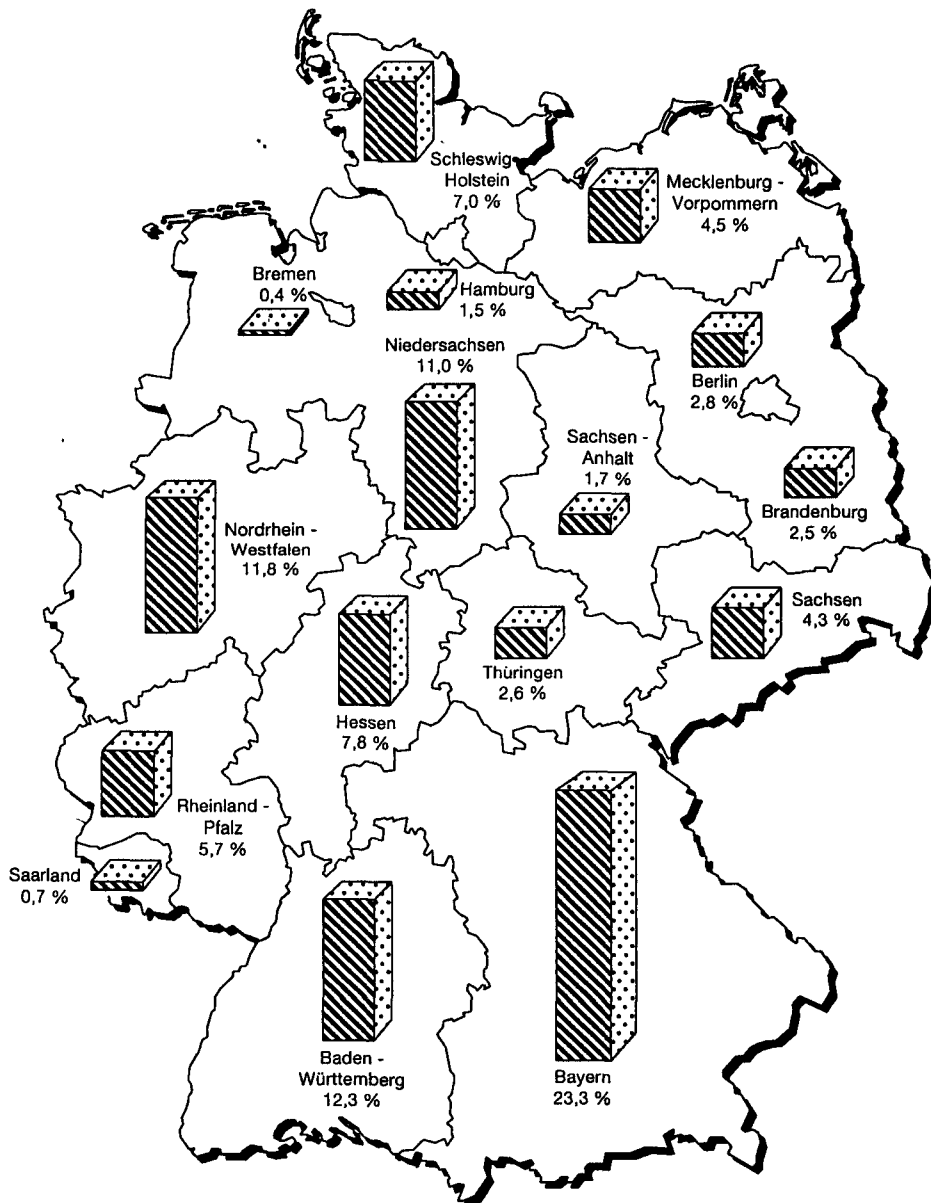 Schleswig -
Holstein
7,0 %
Mecklenburg -
Vorpommern
4,5 %
Bremen
0,4 %
Hamburg
1,5 %
Niedersachsen
11,0 %
Berlin
2,8 %
Sachsen -
Anhalt
1,7 %
Brandenburg
2,5 %
Nordrhein -
Westfalen
11,8 %
Sachsen
4,3 %
Thüringen
2,6 %
Hessen
7,8 %
Rheinland -
Pfalz
5,7 %
Saarland
0,7 %
Baden -
Württemberg
12,3 %
Bayern
23,3 %